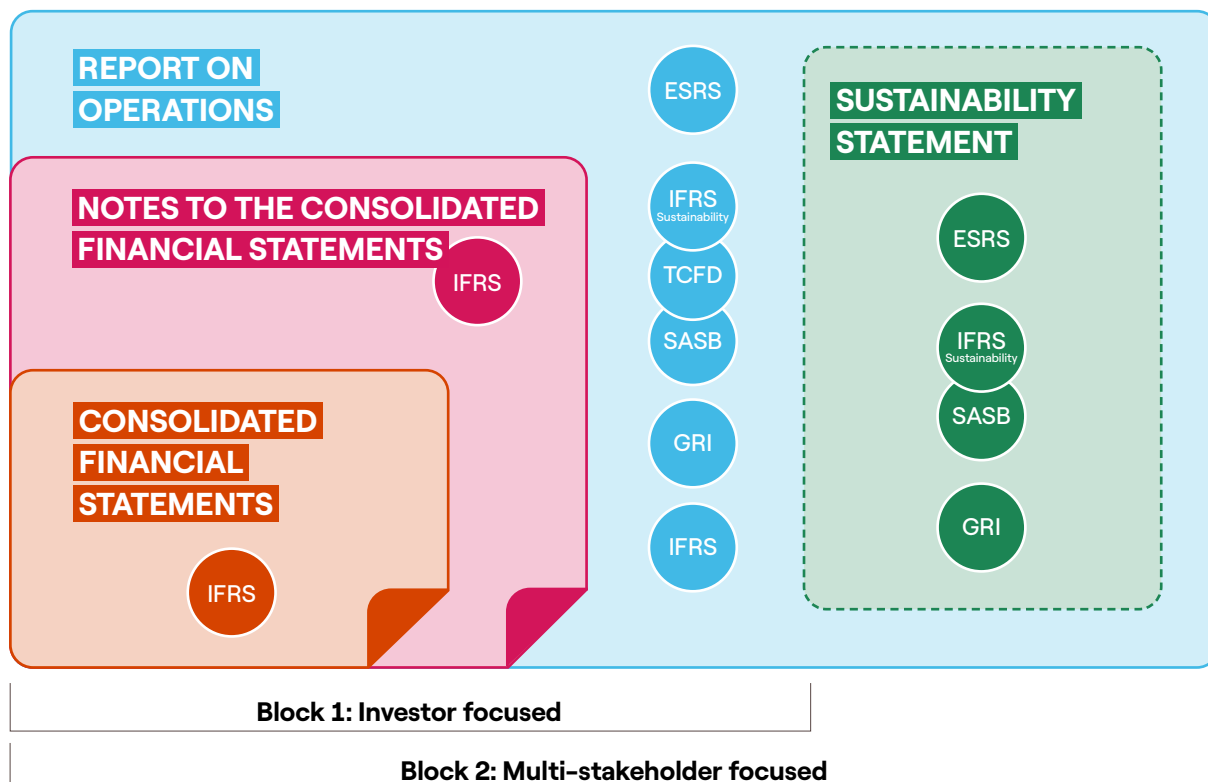 REPORT ON
OPERATIONS
NOTES TO THE CONSOLIDATED
FINANCIAL STATEMENTS
IFRS
CONSOLIDATED
FINANCIAL
STATEMENTS
IFRS
ESRS
IFRS
Sustainability
TCFD
SASB
GRI
IFRS
SUSTAINABILITY
STATEMENT
ESRS
IFRS
Sustainability
SASB
GRI
Block 1: Investor focused
Block 2: Multi-stakeholder focused